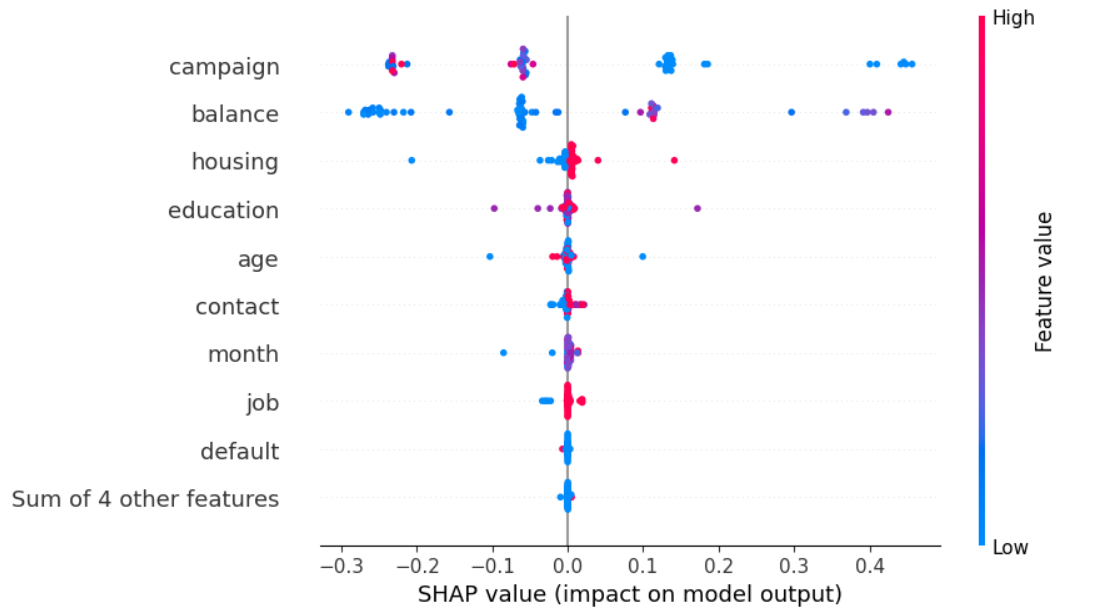 High
campaign
balance
housing
education
age
contact
month
job
default
Sum of 4 other features
Low
−0.3 −0.2 −0.1 0.0 0.1 0.2 0.3 0.4
SHAP value (impact on model output)
Feature value